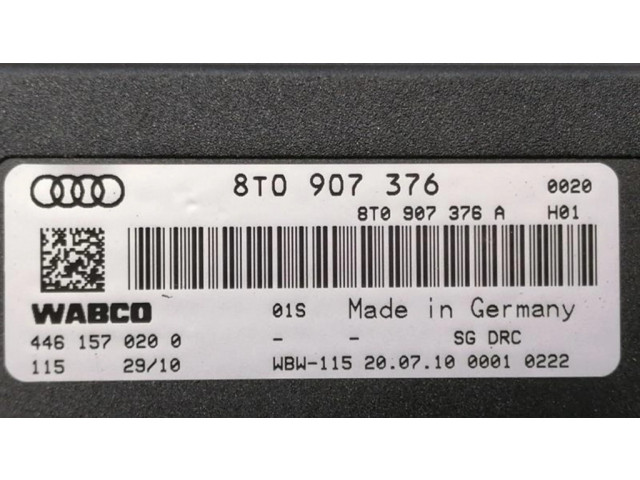 8T0 907 376 0020
8T0 907 376 A H01
WABCO 01S Made in Germany
446 157 020 0 - - SG DRC
115 29/10 WBW-115 20.07.10 0001 0222